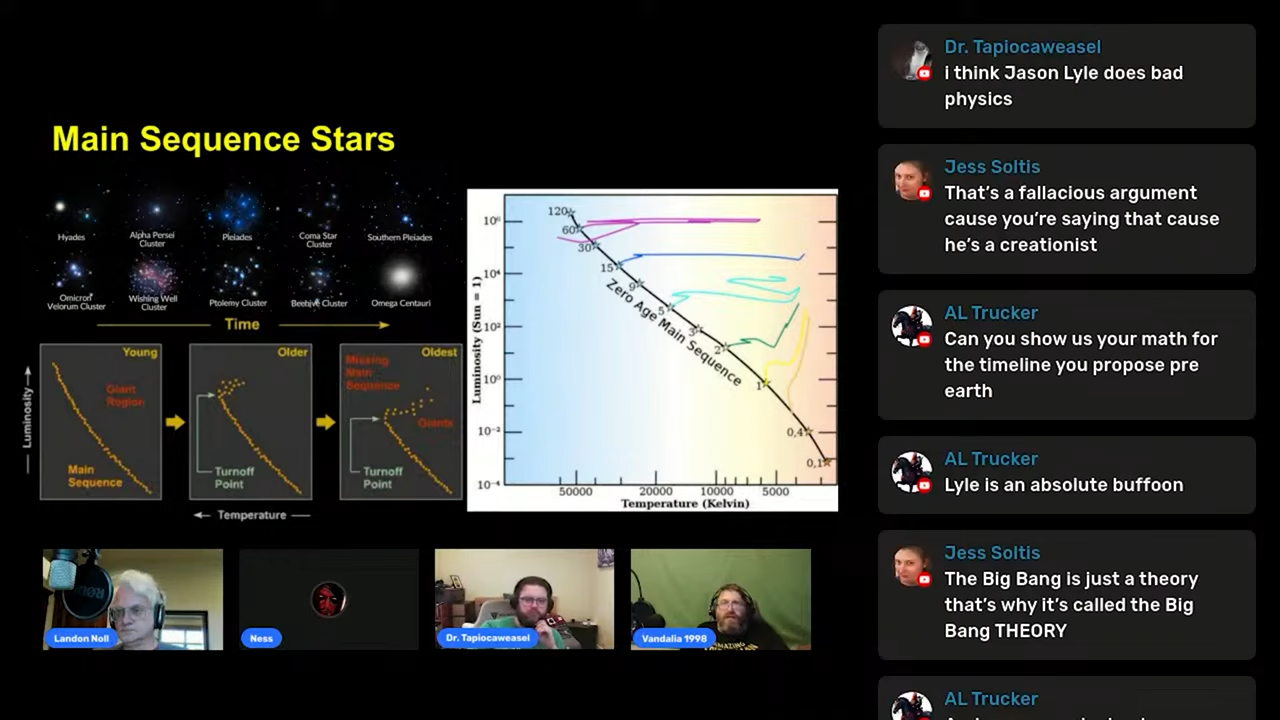 Main Sequence Stars
Hyades
Alpha Persei
Cluster
Pleiades
Coma Star
Cluster
Southern Pleiades
Omicron
Velorum Cluster
Wishing Well
Cluster
Ptolemy Cluster
Beehive Cluster
Omega Centauri
Time
Luminosity
Young
Giant
Region
Main
Sequence
Older
Turnoff
Point
Oldest
Missing
Main
Sequence
Giants
Turnoff
Point
Temperature
Luminosity (Sun = 1)
10⁶
10⁴
10²
10⁰
10⁻²
10⁻⁴
120
60
30
15
9
5
3
2
1
0,4
0,1
Zero Age Main Sequence
50000
20000
10000
5000
Temperature (Kelvin)
Landon Noll
Ness
Dr. Tapiocaweasel
Vandalia 1998
Dr. Tapiocaweasel
i think Jason Lyle does bad
physics
Jess Soltis
That's a fallacious argument
cause you're saying that cause
he's a creationist
AL Trucker
Can you show us your math for
the timeline you propose pre
earth
AL Trucker
Lyle is an absolute buffoon
Jess Soltis
The Big Bang is just a theory
that's why it's called the Big
Bang THEORY
AL Trucker